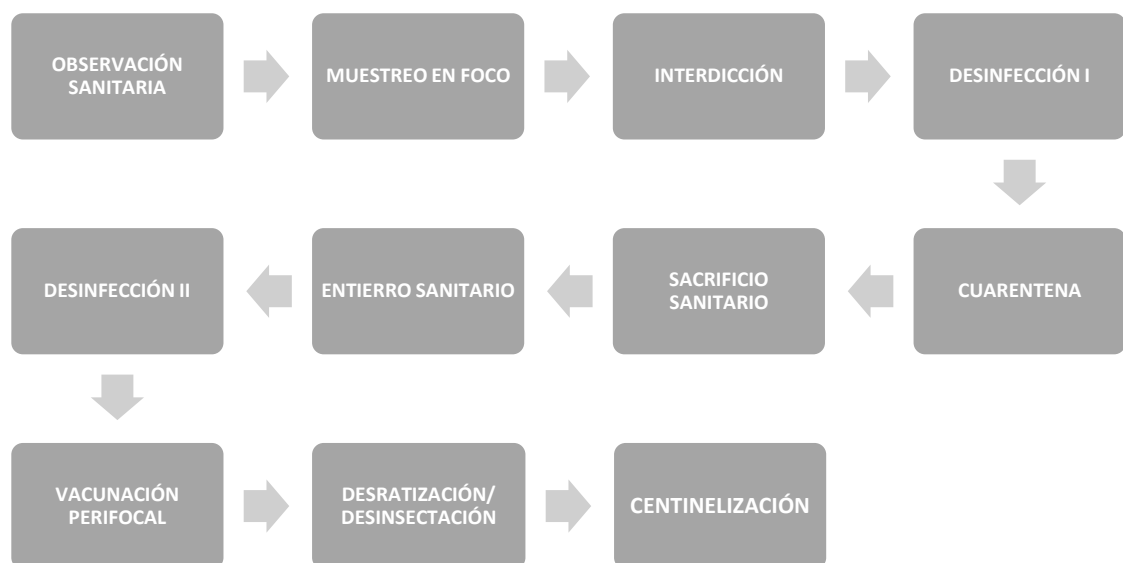 OBSERVACIÓN
SANITARIA
MUESTREO EN FOCO
INTERDICCIÓN
DESINFECCIÓN I
CUARENTENA
SACRIFICIO
SANITARIO
ENTIERRO SANITARIO
DESINFECCIÓN II
VACUNACIÓN
PERIFOCAL
DESRATIZACIÓN/
DESINSECTACIÓN
CENTINELIZACIÓN